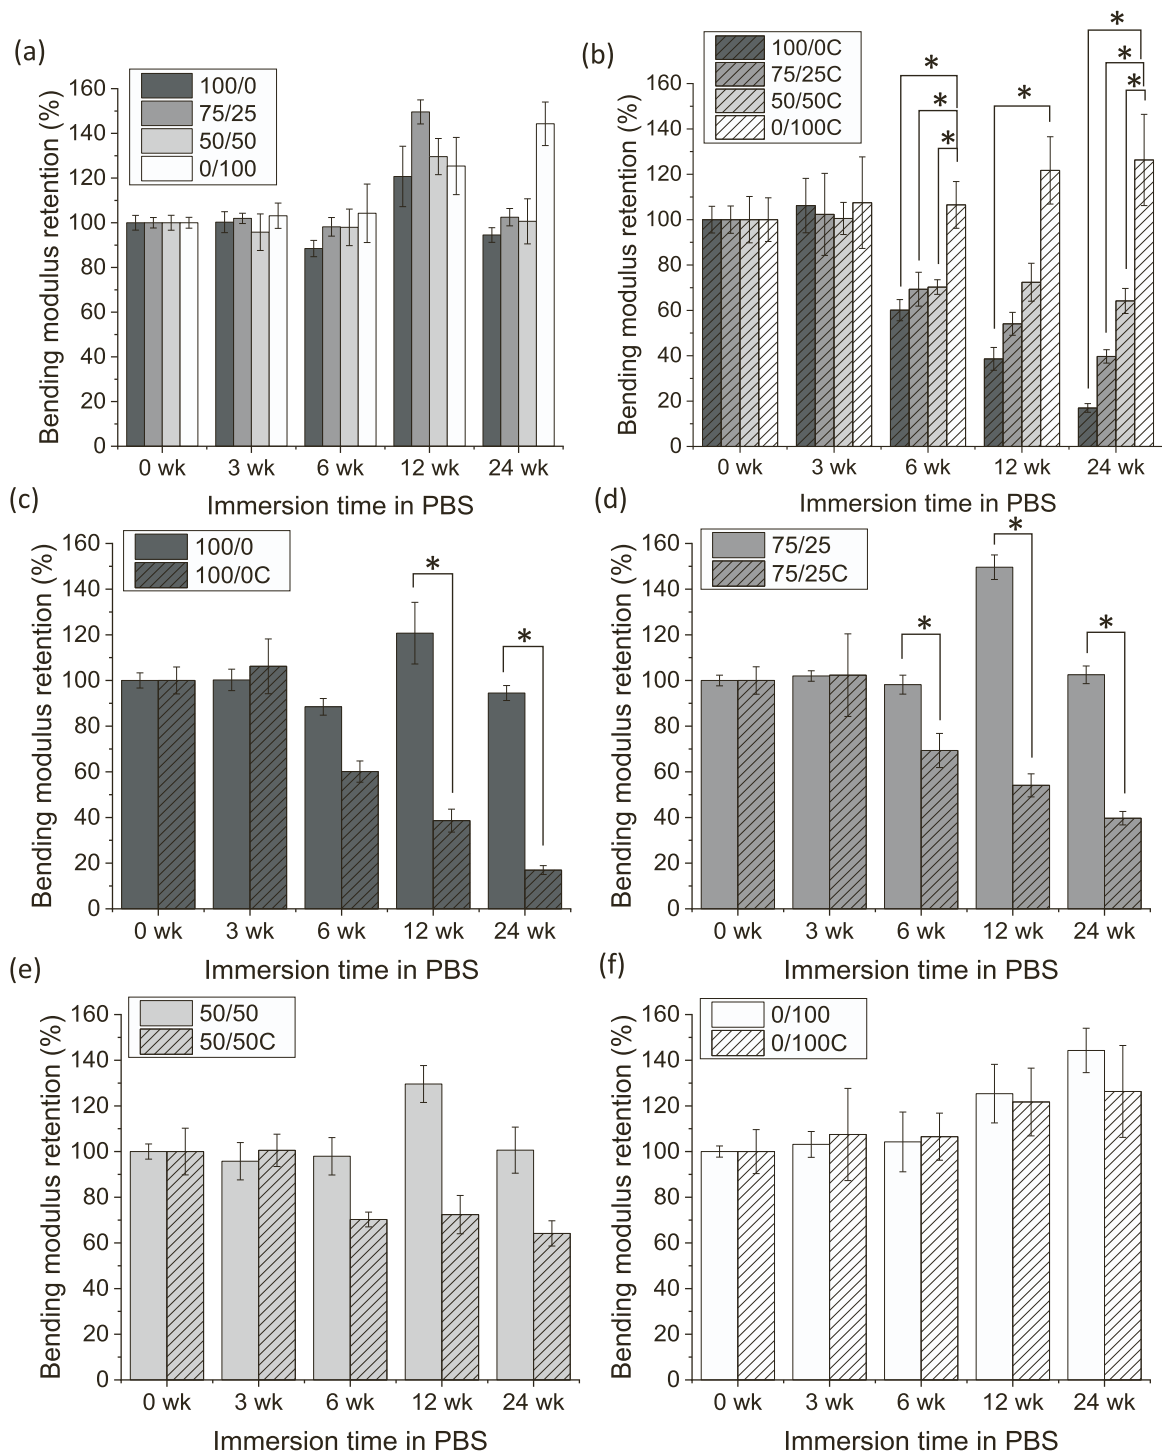 (a)
100/0
75/25
50/50
0/100
Bending modulus retention (%)
160
140
120
100
80
60
40
20
0
0 wk 3 wk 6 wk 12 wk 24 wk
Immersion time in PBS
(b)
100/0C
75/25C
50/50C
0/100C
* * * * * * *
Bending modulus retention (%)
160
140
120
100
80
60
40
20
0
0 wk 3 wk 6 wk 12 wk 24 wk
Immersion time in PBS
(c)
100/0
100/0C
* *
Bending modulus retention (%)
160
140
120
100
80
60
40
20
0
0 wk 3 wk 6 wk 12 wk 24 wk
Immersion time in PBS
(d)
75/25
75/25C
* * *
Bending modulus retention (%)
160
140
120
100
80
60
40
20
0
0 wk 3 wk 6 wk 12 wk 24 wk
Immersion time in PBS
(e)
50/50
50/50C
Bending modulus retention (%)
160
140
120
100
80
60
40
20
0
0 wk 3 wk 6 wk 12 wk 24 wk
Immersion time in PBS
(f)
0/100
0/100C
Bending modulus retention (%)
160
140
120
100
80
60
40
20
0
0 wk 3 wk 6 wk 12 wk 24 wk
Immersion time in PBS